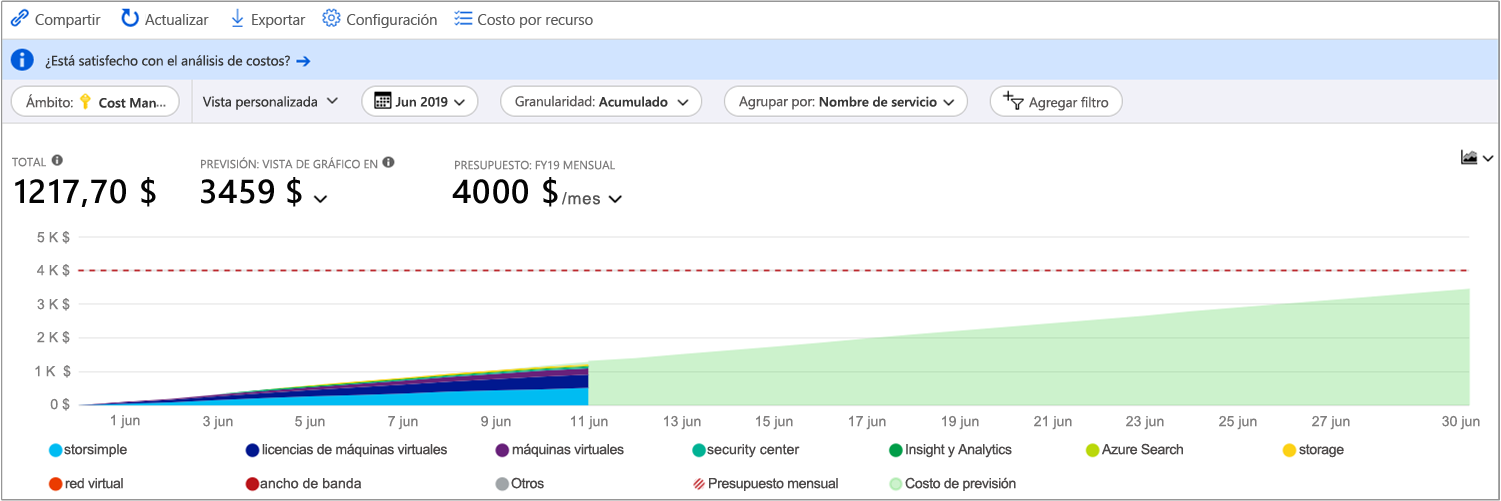 Compartir Actualizar Exportar Configuración Costo por recurso
¿Está satisfecho con el análisis de costos? →
Ámbito: Cost Man... Vista personalizada Jun 2019 Granularidad: Acumulado Agrupar por: Nombre de servicio Agregar filtro
TOTAL PREVISIÓN: VISTA DE GRÁFICO EN PRESUPUESTO: FY19 MENSUAL
1217,70 $ 3459 $ 4000 $ /mes
5 K $
4 K $
3 K $
2 K $
1 K $
0 $
1 jun 3 jun 5 jun 7 jun 9 jun 11 jun 13 jun 15 jun 17 jun 19 jun 21 jun 23 jun 25 jun 27 jun 30 jun
storsimple licencias de máquinas virtuales máquinas virtuales security center Insight y Analytics Azure Search storage
red virtual ancho de banda Otros Presupuesto mensual Costo de previsión